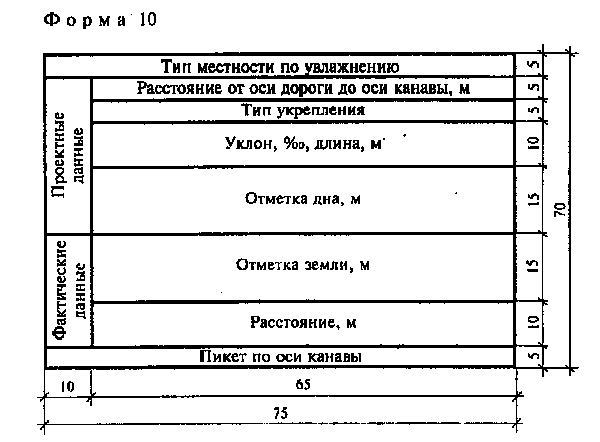 Форма 10
Тип местности по увлажнению
5
Проектные данные
Расстояние от оси дороги до оси канавы, м
5
Тип укрепления
5
Уклон, ‰, длина, м
10
Отметка дна, м
15
70
Фактические данные
Отметка земли, м
15
Расстояние, м
10
Пикет по оси канавы
5
10
65
75